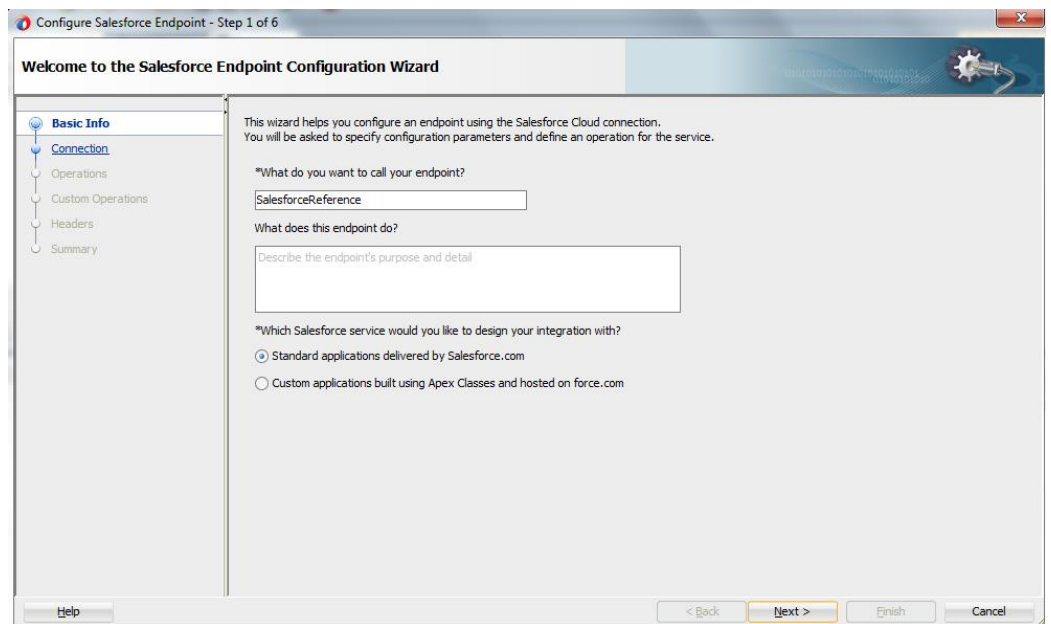 Configure Salesforce Endpoint - Step 1 of 6
Welcome to the Salesforce Endpoint Configuration Wizard
Basic Info
Connection
Operations
Custom Operations
Headers
Summary
This wizard helps you configure an endpoint using the Salesforce Cloud connection.
You will be asked to specify configuration parameters and define an operation for the service.
*What do you want to call your endpoint?
SalesforceReference
What does this endpoint do?
Describe the endpoint's purpose and detail
*Which Salesforce service would you like to design your integration with?
Standard applications delivered by Salesforce.com
Custom applications built using Apex Classes and hosted on force.com
Help
< Back
Next >
Finish
Cancel